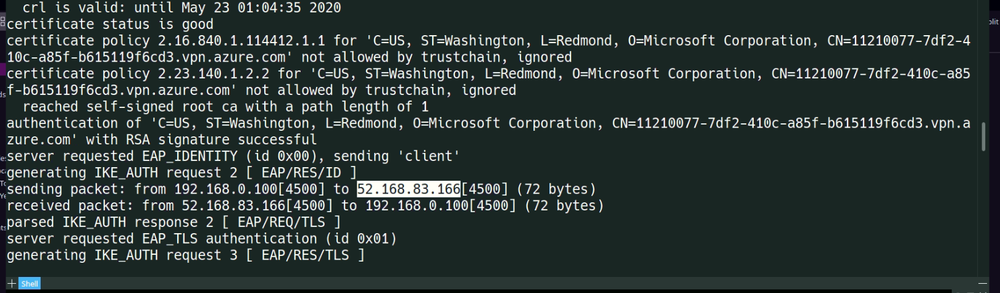 crl is valid: until May 23 01:04:35 2020
certificate status is good
certificate policy 2.16.840.1.114412.1.1 for 'C=US, ST=Washington, L=Redmond, O=Microsoft Corporation, CN=11210077-7df2-4
10c-a85f-b615119f6cd3.vpn.azure.com' not allowed by trustchain, ignored
certificate policy 2.23.140.1.2.2 for 'C=US, ST=Washington, L=Redmond, O=Microsoft Corporation, CN=11210077-7df2-410c-a85
f-b615119f6cd3.vpn.azure.com' not allowed by trustchain, ignored
reached self-signed root ca with a path length of 1
authentication of 'C=US, ST=Washington, L=Redmond, O=Microsoft Corporation, CN=11210077-7df2-410c-a85f-b615119f6cd3.vpn.a
zure.com' with RSA signature successful
server requested EAP_IDENTITY (id 0x00), sending 'client'
generating IKE_AUTH request 2 [ EAP/RES/ID ]
sending packet: from 192.168.0.100[4500] to 52.168.83.166[4500] (72 bytes)
received packet: from 52.168.83.166[4500] to 192.168.0.100[4500] (72 bytes)
parsed IKE_AUTH response 2 [ EAP/REQ/TLS ]
server requested EAP_TLS authentication (id 0x01)
generating IKE_AUTH request 3 [ EAP/RES/TLS ]
Shell